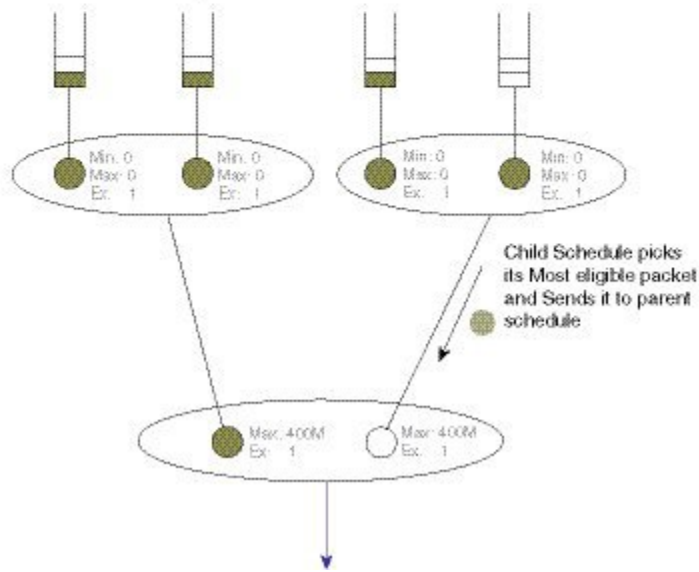 Min: 0
Max: 0
Ex: 1
Min: 0
Max: 0
Ex: 1
Min: 0
Max: 0
Ex: 1
Min: 0
Max: 0
Ex: 1
Child Schedule picks
its Most eligible packet
and Sends it to parent
schedule
Max: 400M
Ex: 1
Max: 400M
Ex: 1